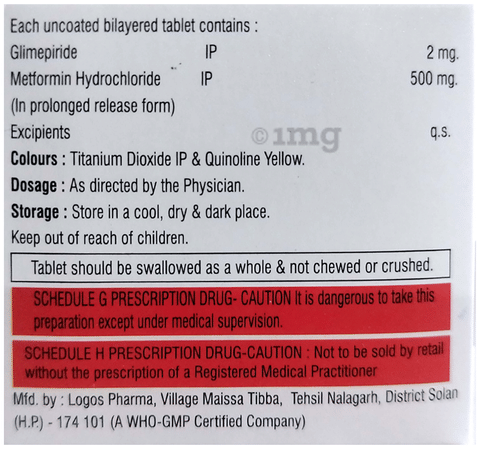 Each uncoated bilayered tablet contains :
Glimepiride IP 2 mg.
Metformin Hydrochloride IP 500 mg.
(In prolonged release form)
Excipients q.s.
1mg
Colours : Titanium Dioxide IP & Quinoline Yellow.
Dosage : As directed by the Physician.
Storage : Store in a cool, dry & dark place.
Keep out of reach of children.
Tablet should be swallowed as a whole & not chewed or crushed.
SCHEDULE G PRESCRIPTION DRUG- CAUTION It is dangerous to take this
preparation except under medical supervision.
SCHEDULE H PRESCRIPTION DRUG-CAUTION : Not to be sold by retail
without the prescription of a Registered Medical Practitioner
Mfd. by : Logos Pharma, Village Maissa Tibba, Tehsil Nalagarh, District Solan
(H.P.) - 174 101 (A WHO-GMP Certified Company)